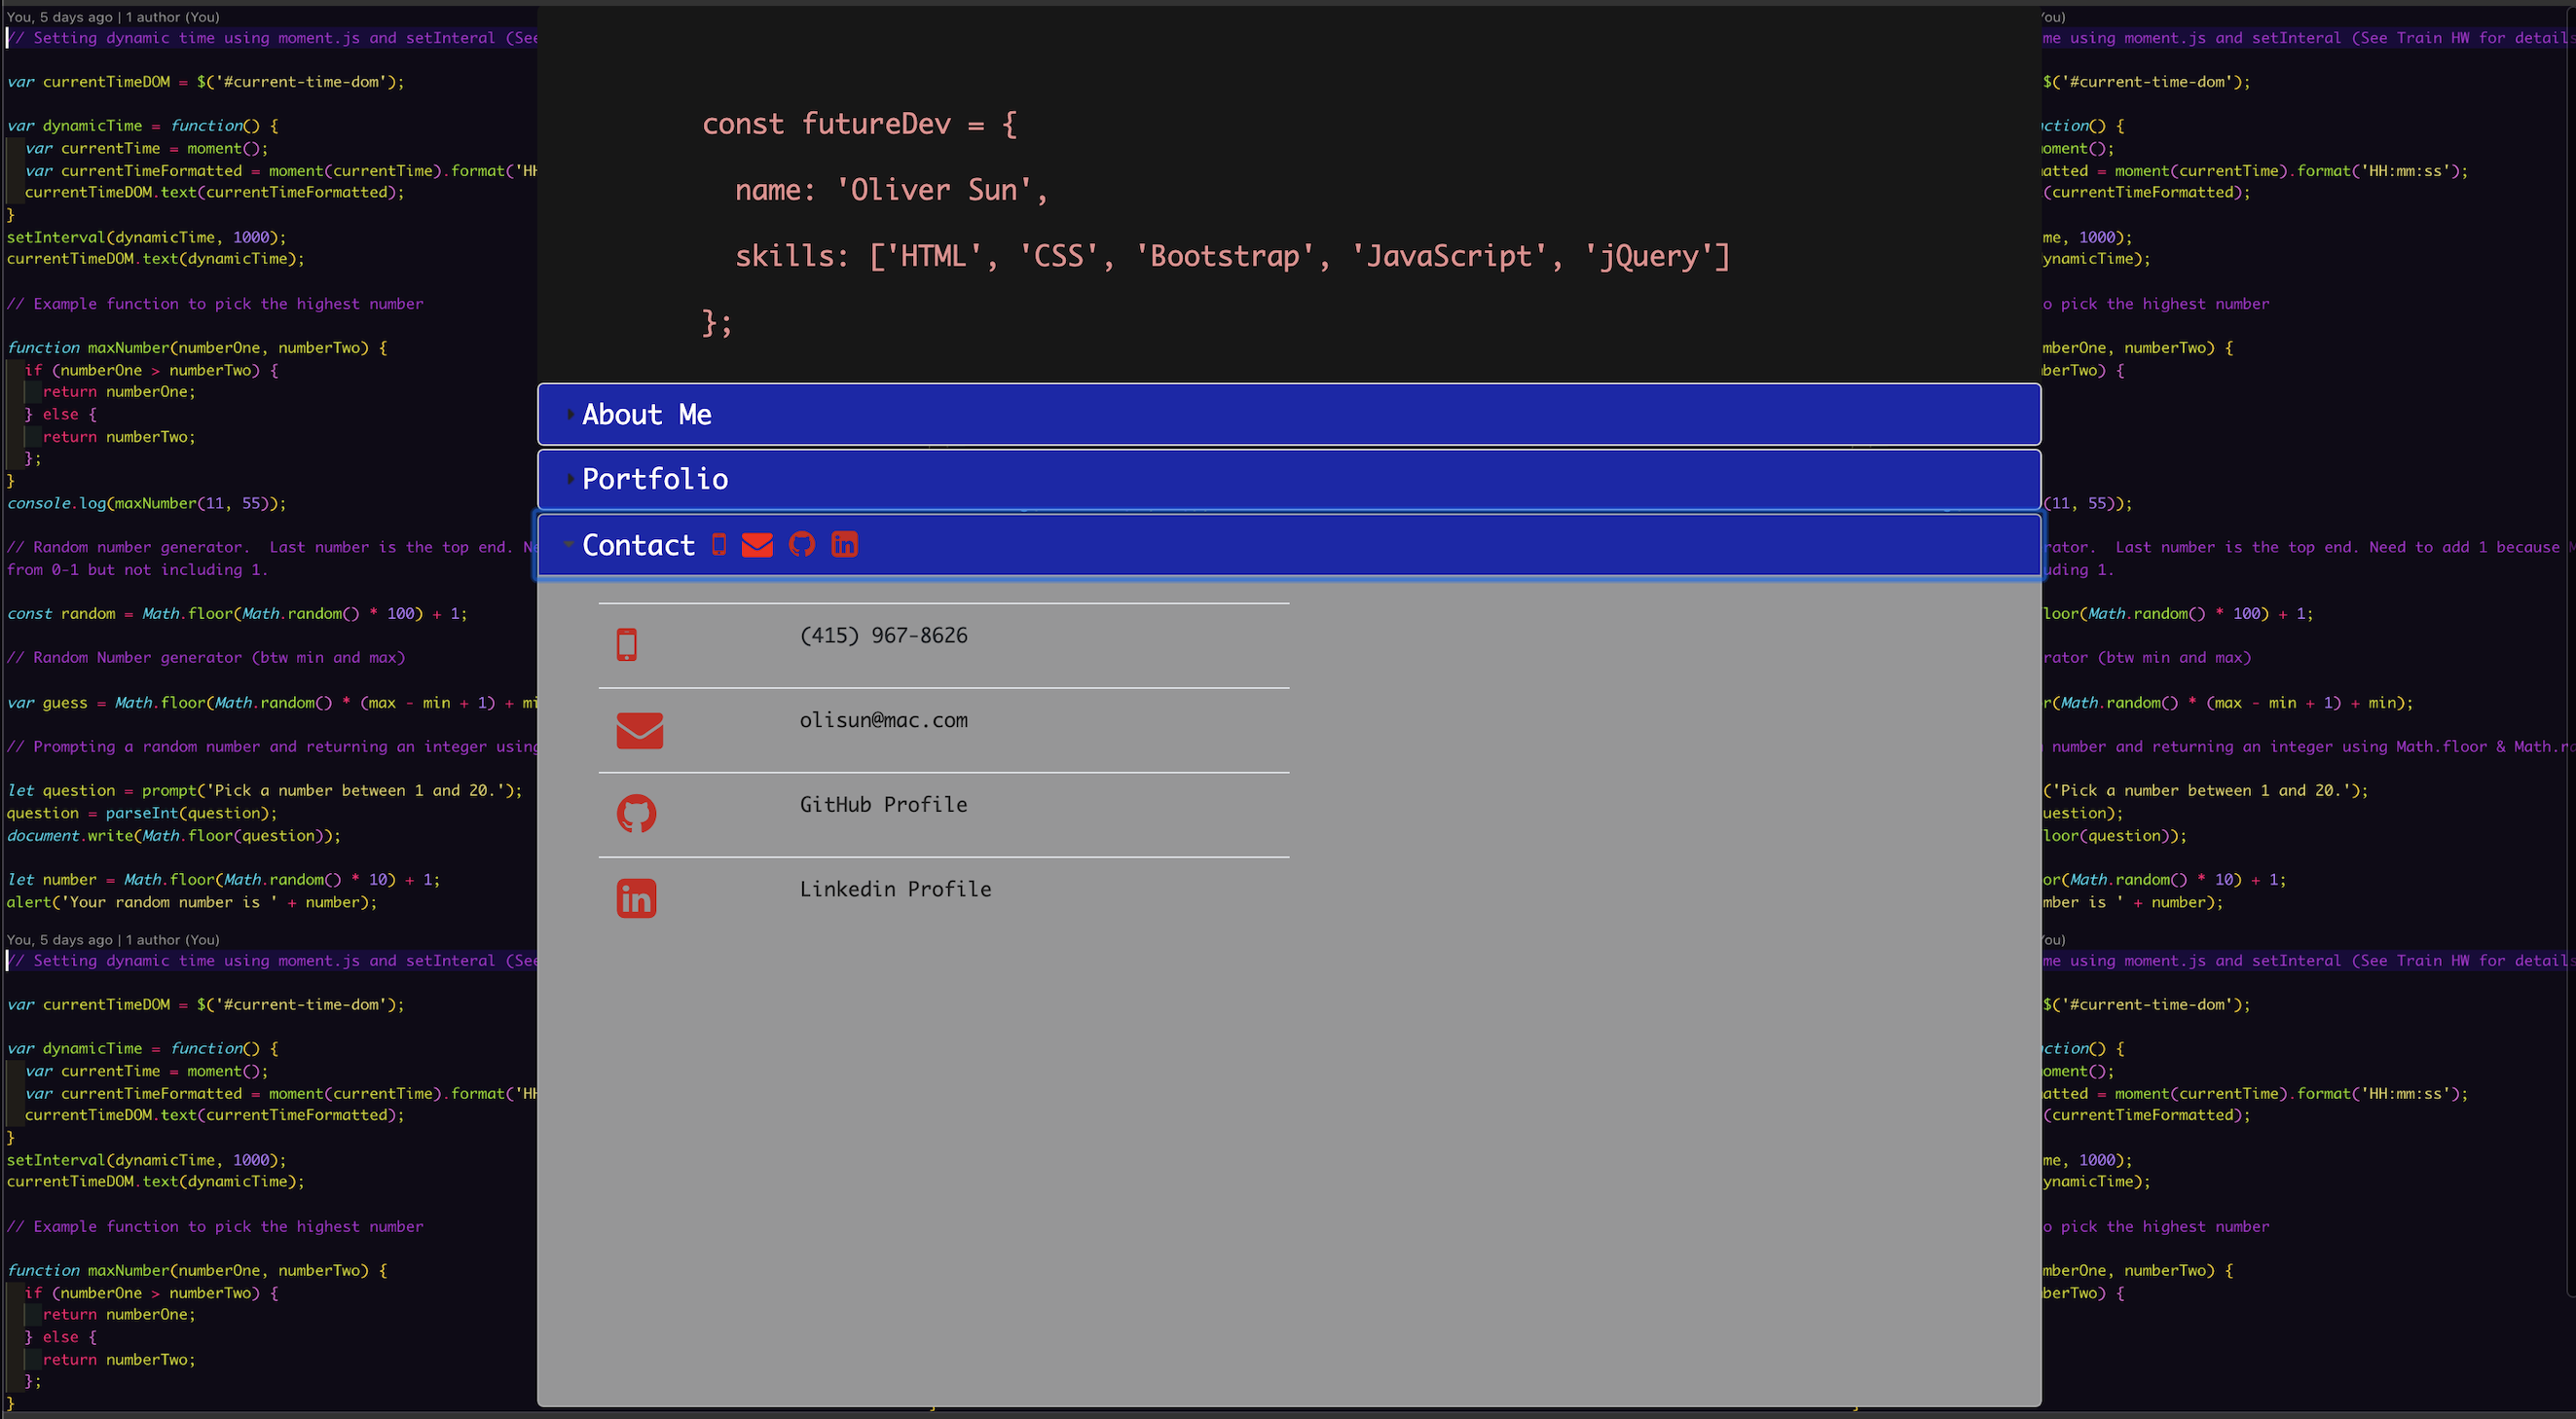 You, 5 days ago | 1 author (You)
// Setting dynamic time using moment.js and setInteral (See
var currentTimeDOM = $('#current-time-dom');
var dynamicTime = function() {
var currentTime = moment();
var currentTimeFormatted = moment(currentTime).format('HH
currentTimeDOM.text(currentTimeFormatted);
}
setInterval(dynamicTime, 1000);
currentTimeDOM.text(dynamicTime);
// Example function to pick the highest number
function maxNumber(numberOne, numberTwo) {
if (numberOne > numberTwo) {
return numberOne;
} else {
return numberTwo;
};
}
console.log(maxNumber(11, 55));
// Random number generator.  Last number is the top end. Ne
from 0-1 but not including 1.
const random = Math.floor(Math.random() * 100) + 1;
// Random Number generator (btw min and max)
var guess = Math.floor(Math.random() * (max - min + 1) + mi
// Prompting a random number and returning an integer using
let question = prompt('Pick a number between 1 and 20.');
question = parseInt(question);
document.write(Math.floor(question));
let number = Math.floor(Math.random() * 10) + 1;
alert('Your random number is ' + number);
You, 5 days ago | 1 author (You)
// Setting dynamic time using moment.js and setInteral (See
var currentTimeDOM = $('#current-time-dom');
var dynamicTime = function() {
var currentTime = moment();
var currentTimeFormatted = moment(currentTime).format('HH
currentTimeDOM.text(currentTimeFormatted);
}
setInterval(dynamicTime, 1000);
currentTimeDOM.text(dynamicTime);
// Example function to pick the highest number
function maxNumber(numberOne, numberTwo) {
if (numberOne > numberTwo) {
return numberOne;
} else {
return numberTwo;
};
}
const futureDev = {
name: 'Oliver Sun',
skills: ['HTML', 'CSS', 'Bootstrap', 'JavaScript', 'jQuery']
};
About Me
Portfolio
Contact
(415) 967-8626
olisun@mac.com
GitHub Profile
Linkedin Profile
You)
me using moment.js and setInteral (See Train HW for details
$('#current-time-dom');
nction() {
moment();
atted = moment(currentTime).format('HH:mm:ss');
(currentTimeFormatted);
me, 1000);
ynamicTime);
o pick the highest number
mberOne, numberTwo) {
berTwo) {
(11, 55));
rator.  Last number is the top end. Need to add 1 because M
uding 1.
loor(Math.random() * 100) + 1;
rator (btw min and max)
r(Math.random() * (max - min + 1) + min);
number and returning an integer using Math.floor & Math.ra
('Pick a number between 1 and 20.');
uestion);
loor(question));
or(Math.random() * 10) + 1;
mber is ' + number);
You)
me using moment.js and setInteral (See Train HW for details
$('#current-time-dom');
nction() {
moment();
atted = moment(currentTime).format('HH:mm:ss');
(currentTimeFormatted);
me, 1000);
ynamicTime);
o pick the highest number
mberOne, numberTwo) {
berTwo) {